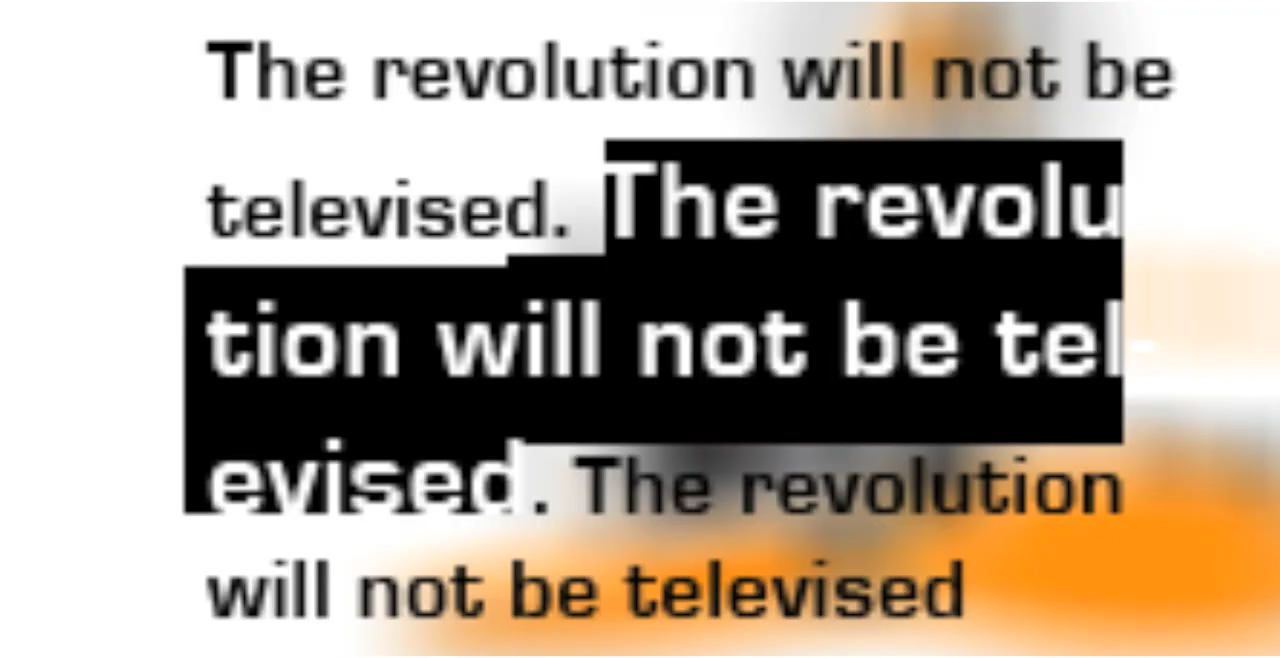 The revolution will not be
televised. The revolu
tion will not be tel-
evised. The revolution
will not be televised